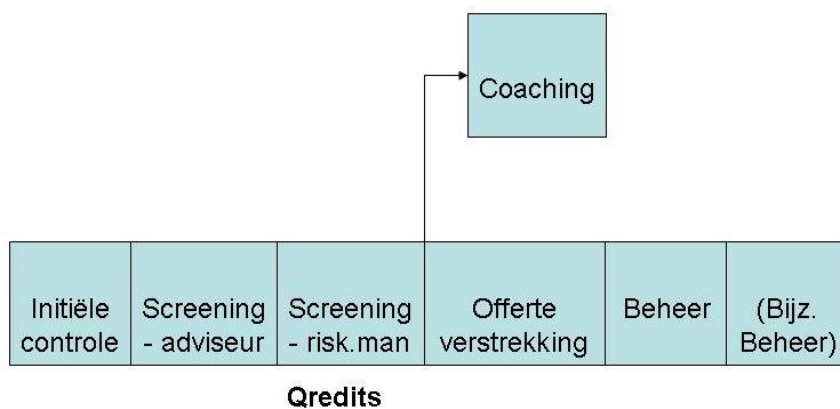 Coaching
Initiële
controle
Screening
- adviseur
Screening
- risk.man
Offerte
verstrekking
Beheer
(Bijz.
Beheer)
Qredits